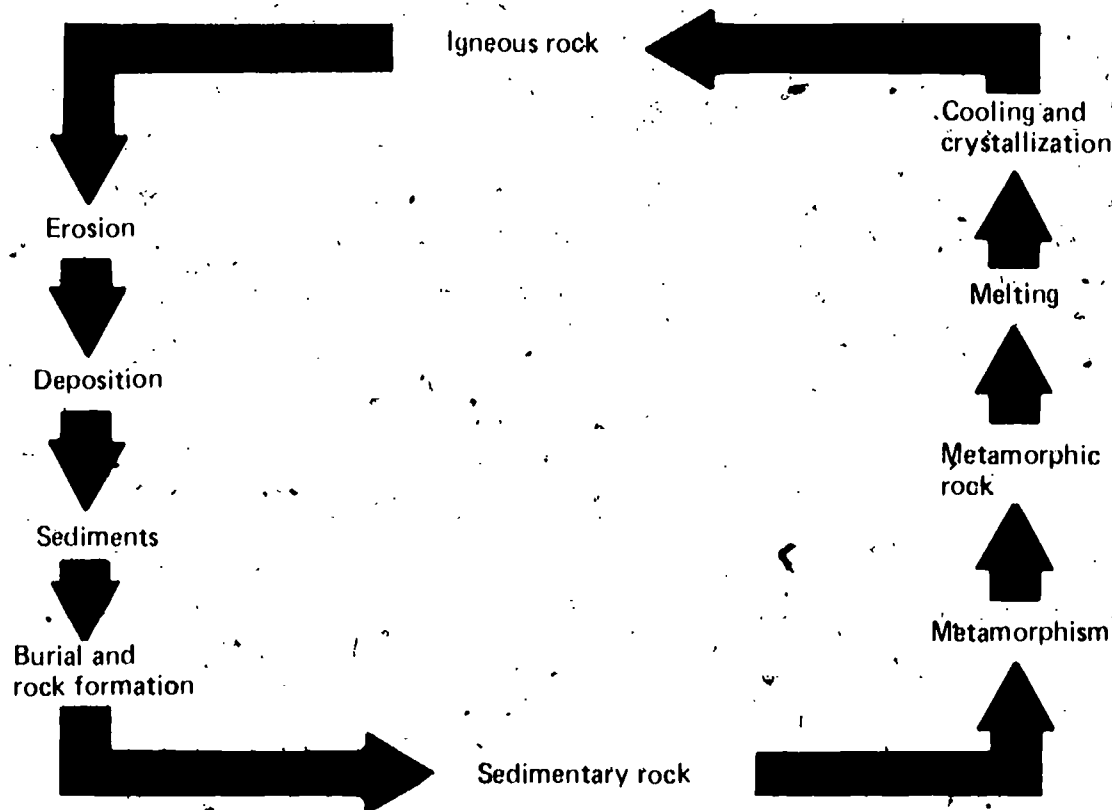 Igneous rock
Erosion
Deposition
Sediments
Burial and
rock formation
Sedimentary rock
Metamorphism
Metamorphic
rock
Melting
Cooling and
crystallization